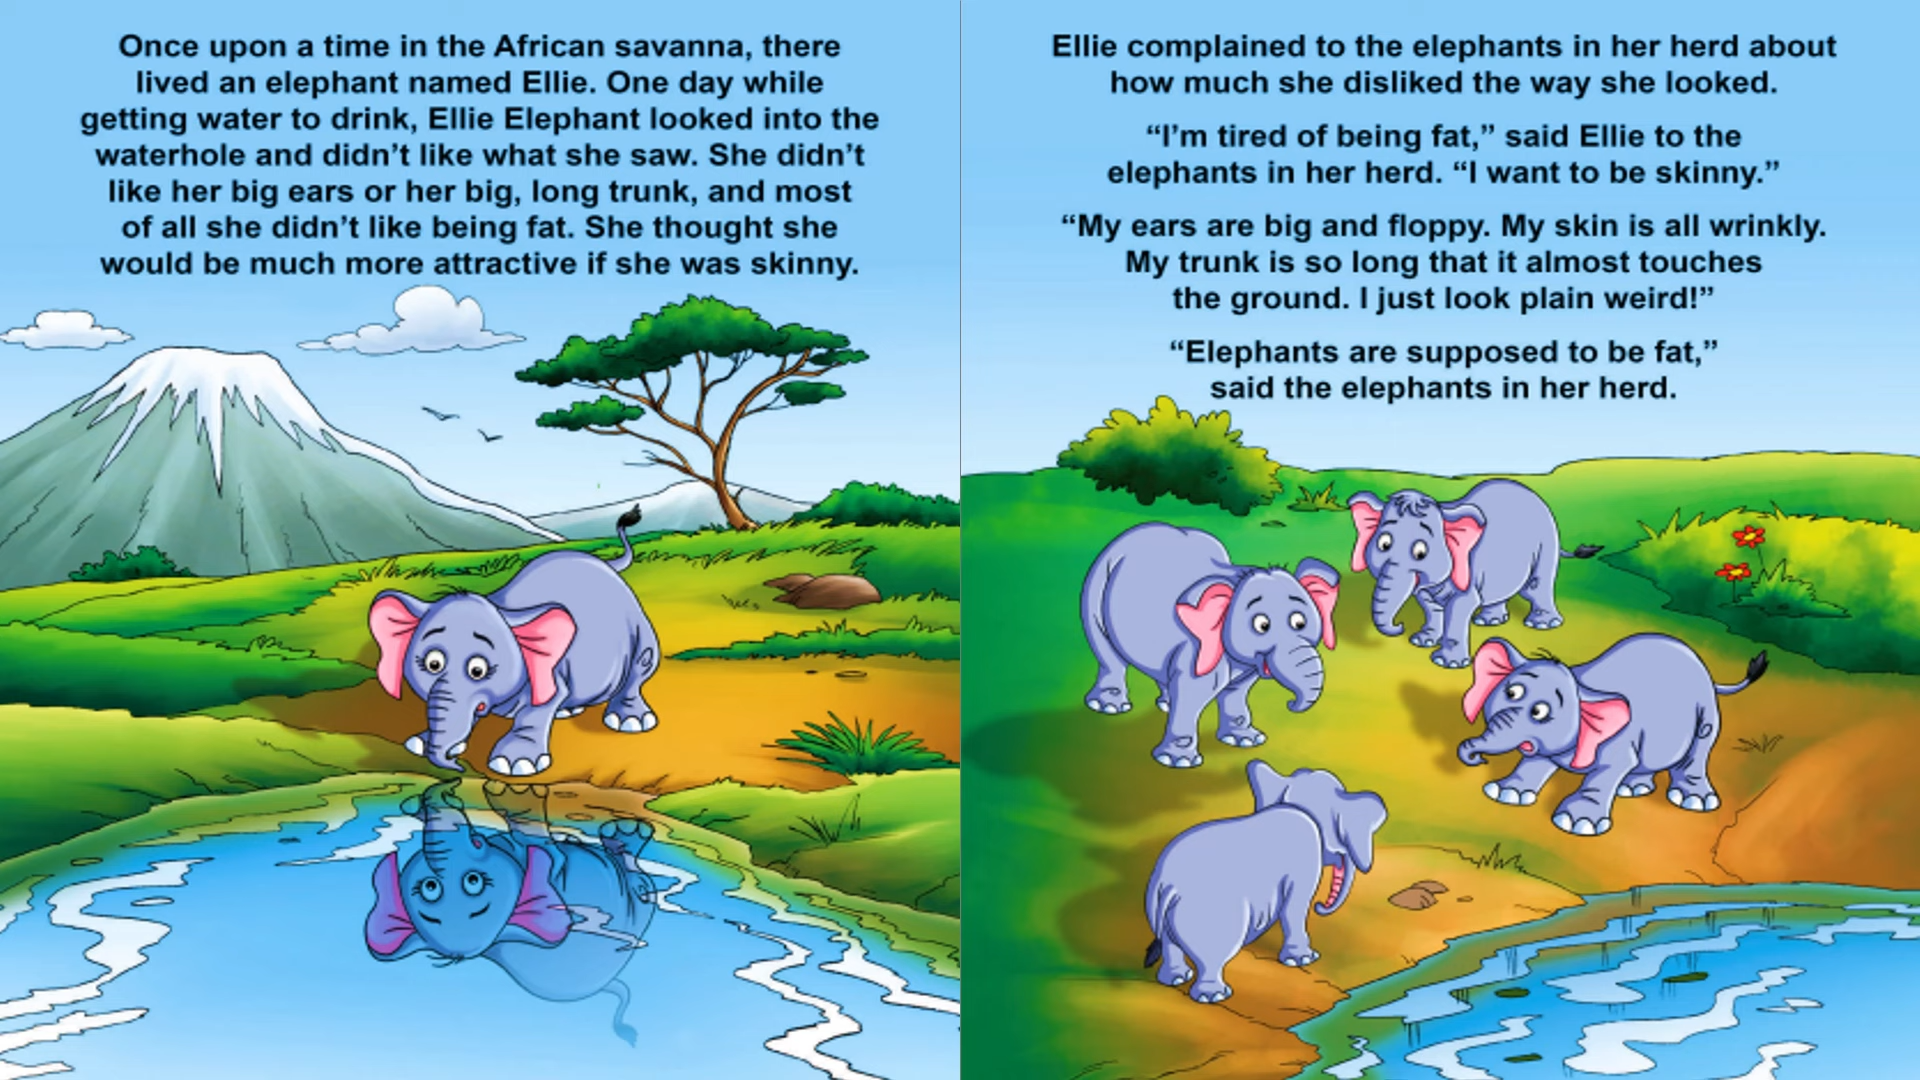 Once upon a time in the African savanna, there
lived an elephant named Ellie. One day while
getting water to drink, Ellie Elephant looked into the
waterhole and didn’t like what she saw. She didn’t
like her big ears or her big, long trunk, and most
of all she didn’t like being fat. She thought she
would be much more attractive if she was skinny.
Ellie complained to the elephants in her herd about
how much she disliked the way she looked.
“I’m tired of being fat,” said Ellie to the
elephants in her herd. “I want to be skinny.”
“My ears are big and floppy. My skin is all wrinkly.
My trunk is so long that it almost touches
the ground. I just look plain weird!”
“Elephants are supposed to be fat,”
said the elephants in her herd.